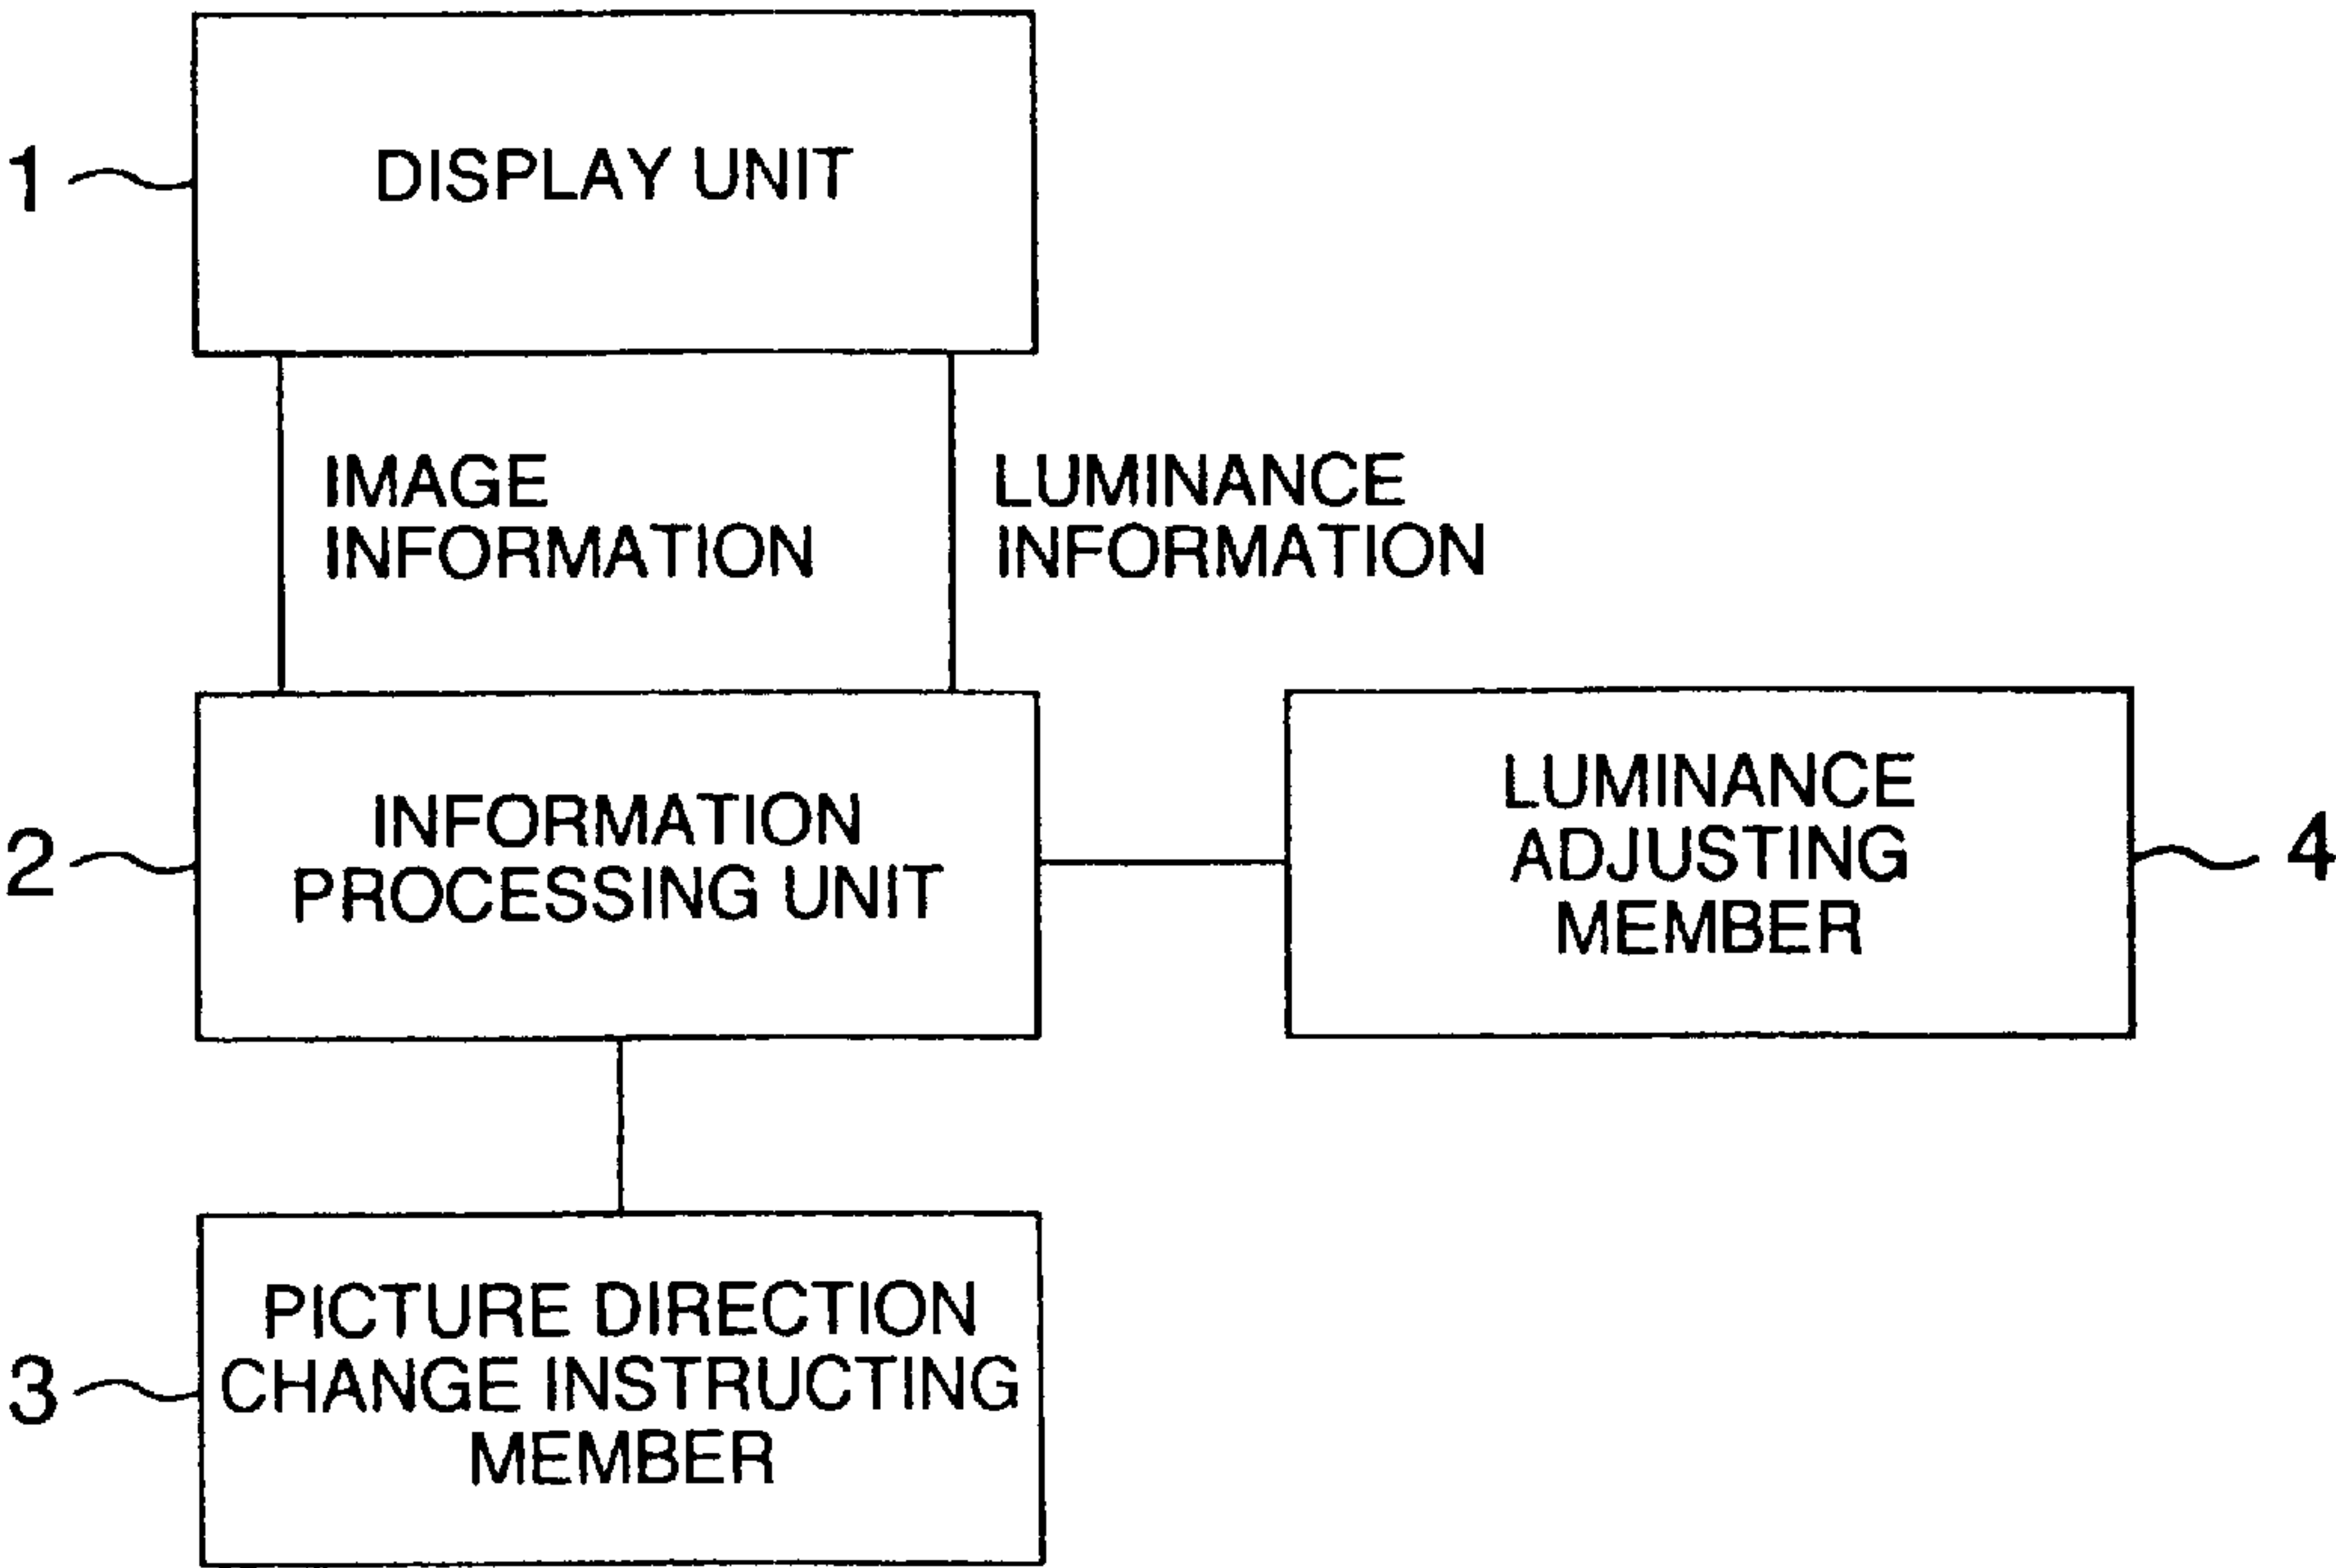 1
DISPLAY UNIT
IMAGE
INFORMATION
LUMINANCE
INFORMATION
2
INFORMATION
PROCESSING UNIT
LUMINANCE
ADJUSTING
MEMBER
4
3
PICTURE DIRECTION
CHANGE INSTRUCTING
MEMBER